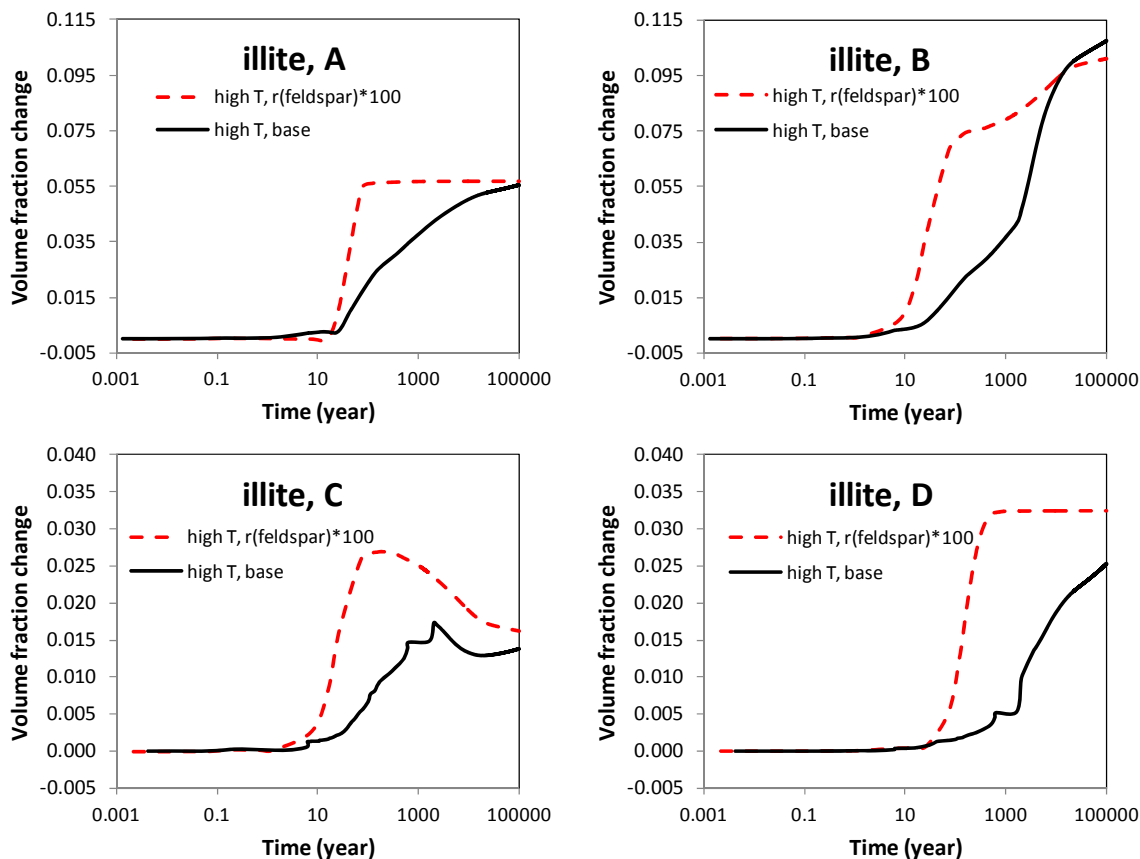 illite, A
high T, r(feldspar)*100
high T, base
Volume fraction change
0.115
0.095
0.075
0.055
0.035
0.015
-0.005
0.001
0.1
10
1000
100000
Time (year)
illite, B
high T, r(feldspar)*100
high T, base
Volume fraction change
0.115
0.095
0.075
0.055
0.035
0.015
-0.005
0.001
0.1
10
1000
100000
Time (year)
illite, C
high T, r(feldspar)*100
high T, base
Volume fraction change
0.040
0.035
0.030
0.025
0.020
0.015
0.010
0.005
0.000
-0.005
0.001
0.1
10
1000
100000
Time (year)
illite, D
high T, r(feldspar)*100
high T, base
Volume fraction change
0.040
0.035
0.030
0.025
0.020
0.015
0.010
0.005
0.000
-0.005
0.001
0.1
10
1000
100000
Time (year)